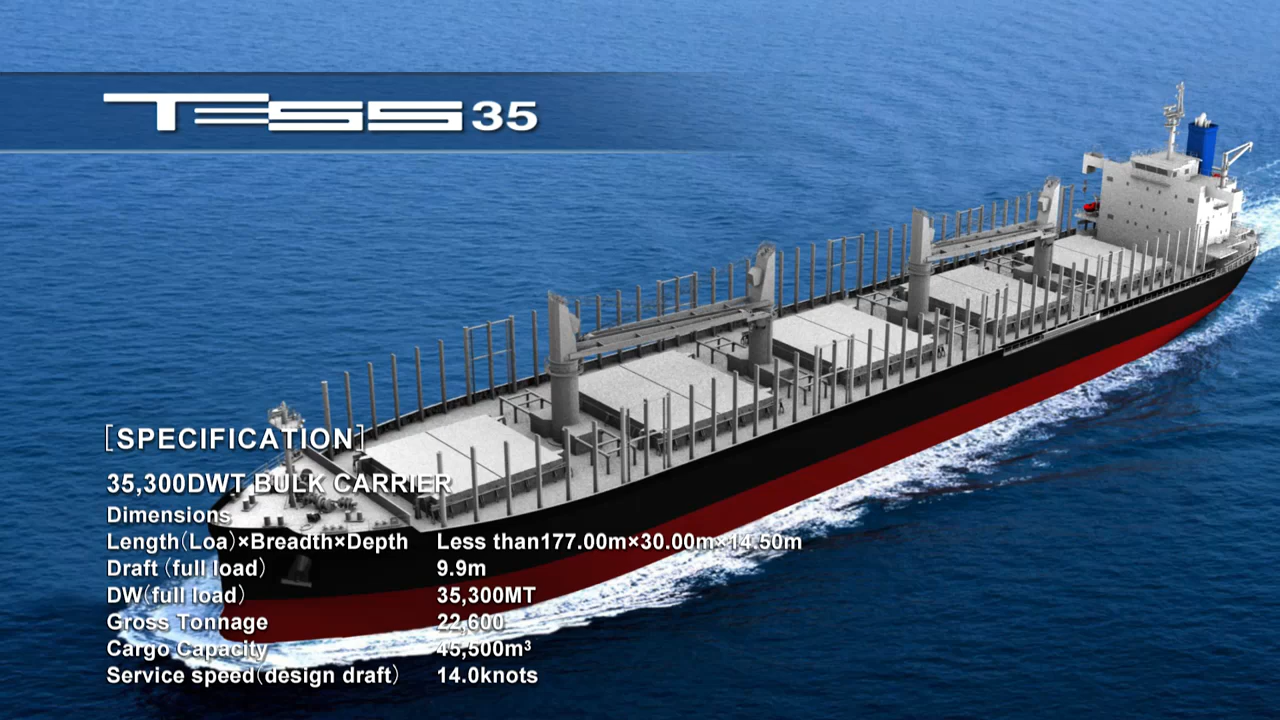 TESS 35
[SPECIFICATION]
35,300DWT BULK CARRIER
Dimensions
Length(Loa)×Breadth×Depth Less than177.00m×30.00m×14.50m
Draft (full load) 9.9m
DW(full load) 35,300MT
Gross Tonnage 22,600
Cargo Capacity 45,500m³
Service speed(design draft) 14.0knots